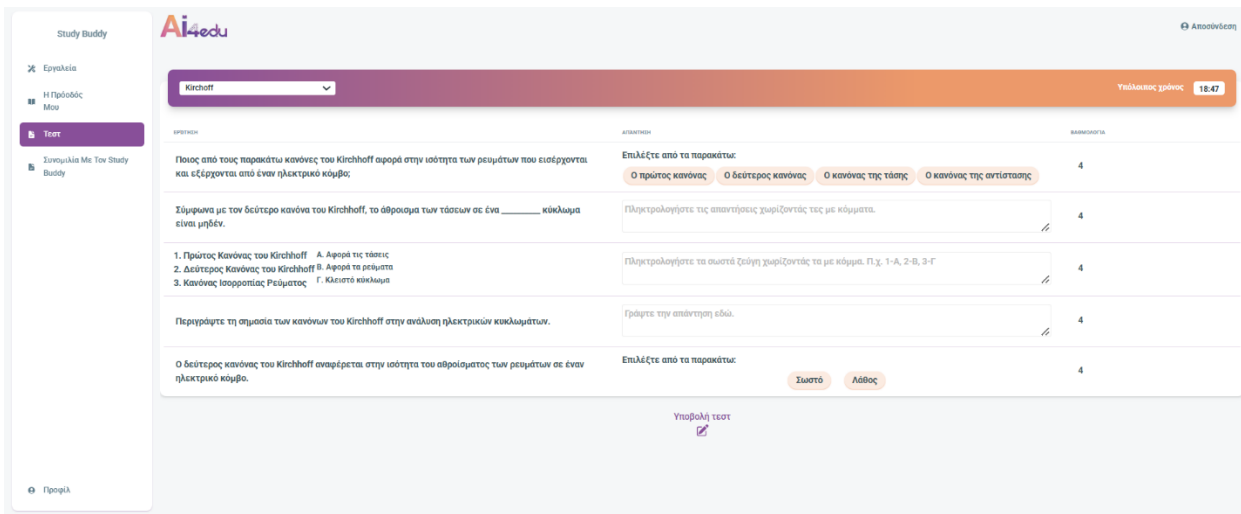 Study Buddy
Ai4edu
Αποσύνδεση
Εργαλεία
Η Πρόοδός
Μου
Τεστ
Συνομιλία Με Τον Study
Buddy
Προφίλ
Kirchoff
Υπόλοιπος χρόνος 18:47
ΕΡΩΤΗΣΗ ΑΠΑΝΤΗΣΗ ΒΑΘΜΟΛΟΓΙΑ
Ποιος από τους παρακάτω κανόνες του Kirchhoff αφορά στην ισότητα των ρευμάτων που εισέρχονται
και εξέρχονται από έναν ηλεκτρικό κόμβο;
Επιλέξτε από τα παρακάτω:
Ο πρώτος κανόνας Ο δεύτερος κανόνας Ο κανόνας της τάσης Ο κανόνας της αντίστασης
4
Σύμφωνα με τον δεύτερο κανόνα του Kirchhoff, το άθροισμα των τάσεων σε ένα ________ κύκλωμα
είναι μηδέν.
Πληκτρολογήστε τις απαντήσεις χωρίζοντάς τες με κόμματα.
4
1. Πρώτος Κανόνας του Kirchhoff Α. Αφορά τις τάσεις
2. Δεύτερος Κανόνας του Kirchhoff Β. Αφορά τα ρεύματα
3. Κανόνας Ισορροπίας Ρεύματος Γ. Κλειστό κύκλωμα
Πληκτρολογήστε τα σωστά ζεύγη χωρίζοντάς τα με κόμμα. Π.χ. 1-Α, 2-Β, 3-Γ
4
Περιγράψτε τη σημασία των κανόνων του Kirchhoff στην ανάλυση ηλεκτρικών κυκλωμάτων.
Γράψτε την απάντηση εδώ.
4
Ο δεύτερος κανόνας του Kirchhoff αναφέρεται στην ισότητα του αθροίσματος των ρευμάτων σε έναν
ηλεκτρικό κόμβο.
Επιλέξτε από τα παρακάτω:
Σωστό Λάθος
4
Υποβολή τεστ